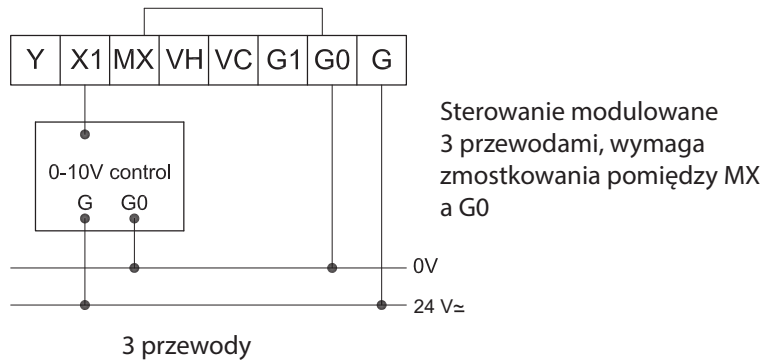 Y X1 MX VH VC G1 G0 G
Sterowanie modulowane
3 przewodami, wymaga
zmostkowania pomiędzy MX
a G0
0-10V control
G G0
0V
24 V≃
3 przewody